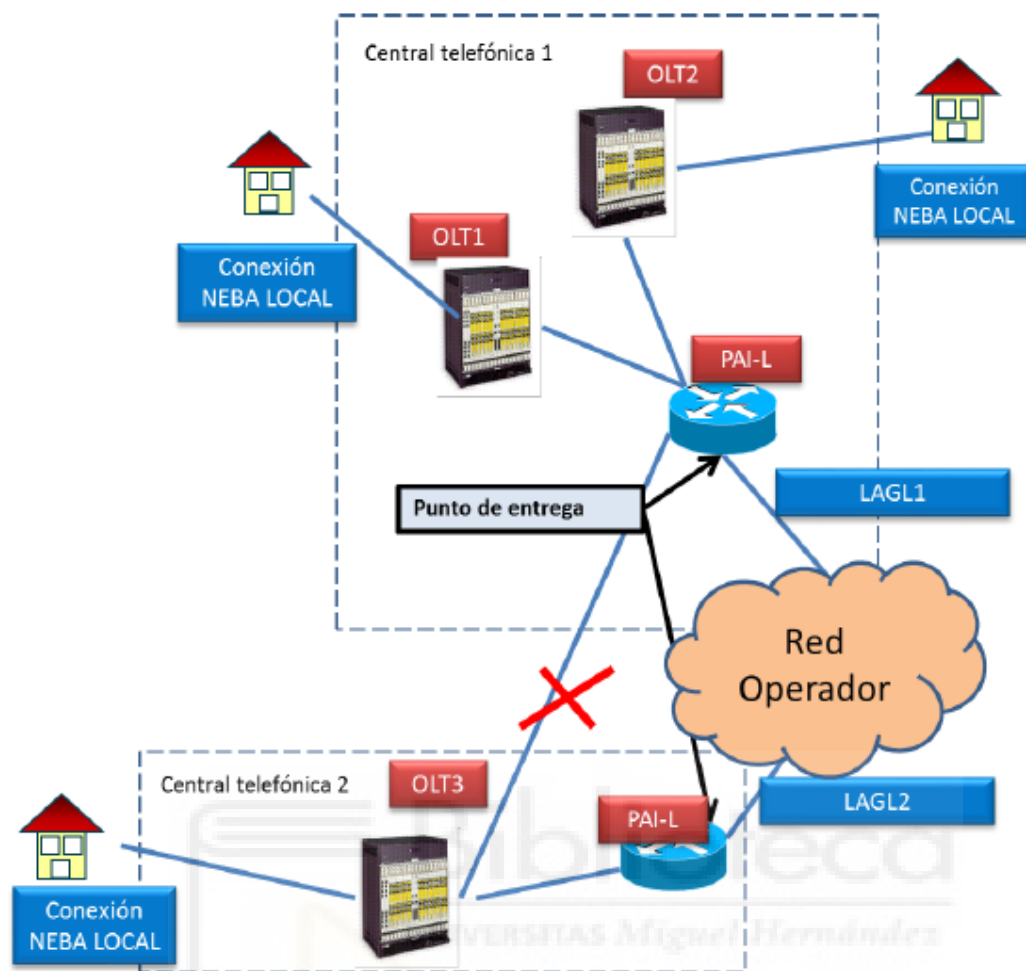 Central telefónica 1
OLT2
Conexión
NEBA LOCAL
OLT1
Conexión
NEBA LOCAL
PAI-L
LAGL1
Punto de entrega
Red
Operador
Central telefónica 2
OLT3
PAI-L
LAGL2
Conexión
NEBA LOCAL
Biblioteca
UNIVERSITAS Miguel Hernández